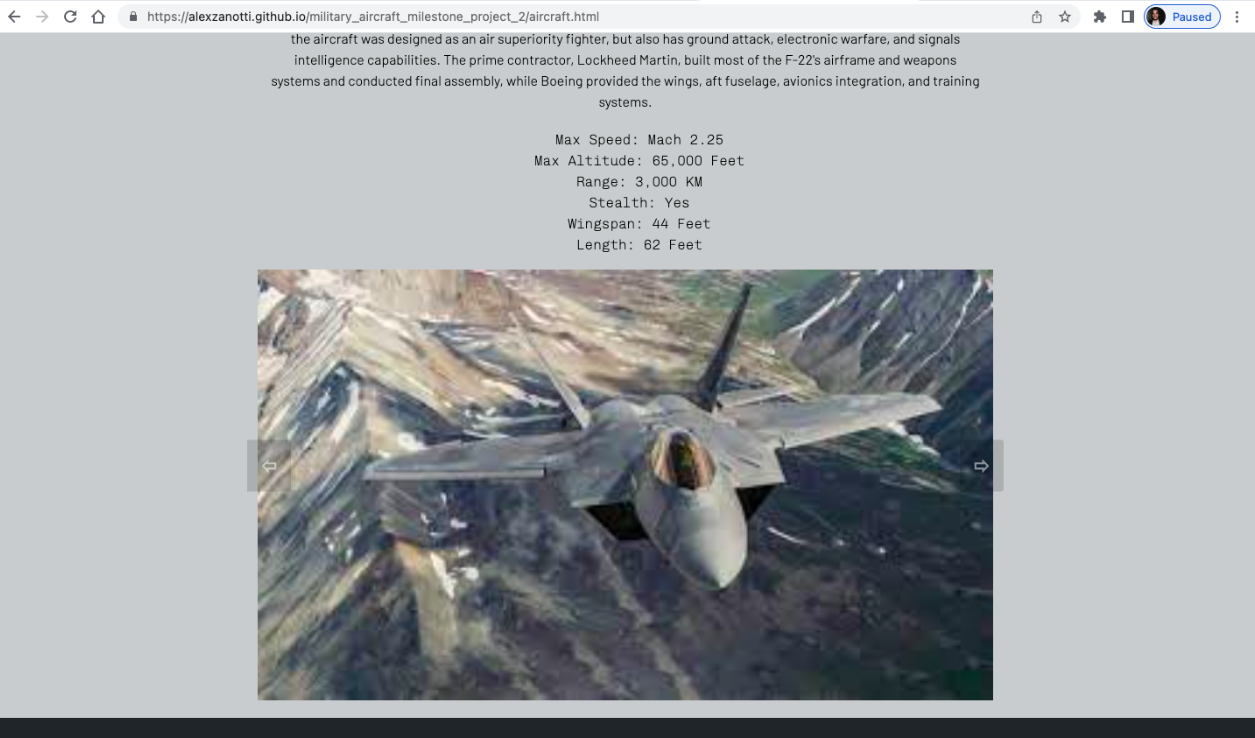 https://alexzanotti.github.io/military_aircraft_milestone_project_2/aircraft.html
Paused
the aircraft was designed as an air superiority fighter, but also has ground attack, electronic warfare, and signals
intelligence capabilities. The prime contractor, Lockheed Martin, built most of the F-22's airframe and weapons
systems and conducted final assembly, while Boeing provided the wings, aft fuselage, avionics integration, and training
systems.
Max Speed: Mach 2.25
Max Altitude: 65,000 Feet
Range: 3,000 KM
Stealth: Yes
Wingspan: 44 Feet
Length: 62 Feet